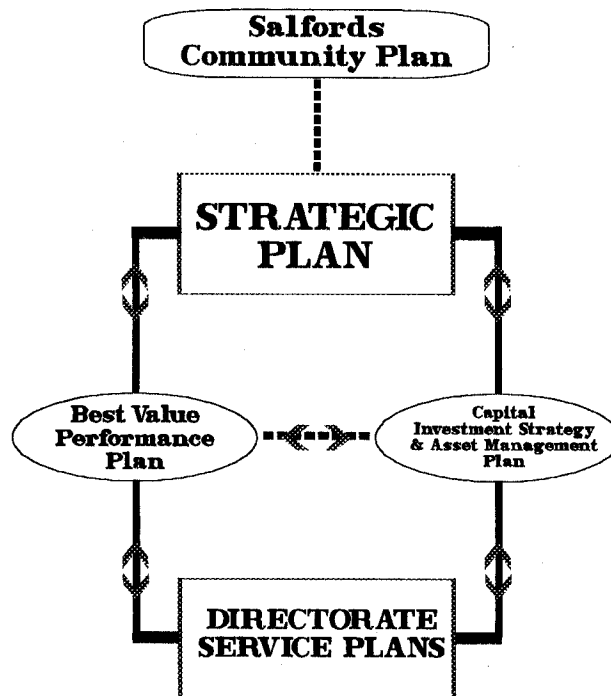 Salfords
Community Plan
STRATEGIC
PLAN
Best Value
Performance
Plan
Capital
Investment Strategy
& Asset Management
Plan
DIRECTORATE
SERVICE PLANS